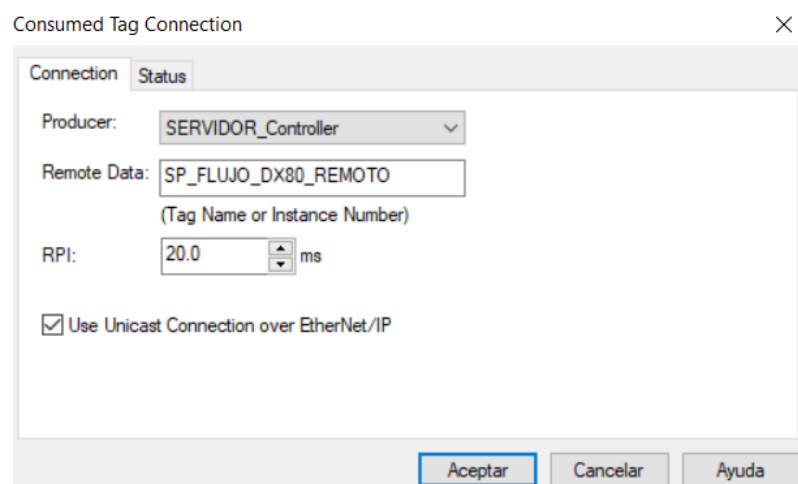 Consumed Tag Connection
Connection Status
Producer: SERVIDOR_Controller
Remote Data: SP_FLUJO_DX80_REMOTO
(Tag Name or Instance Number)
RPI: 20.0 ms
Use Unicast Connection over EtherNet/IP
Aceptar Cancelar Ayuda